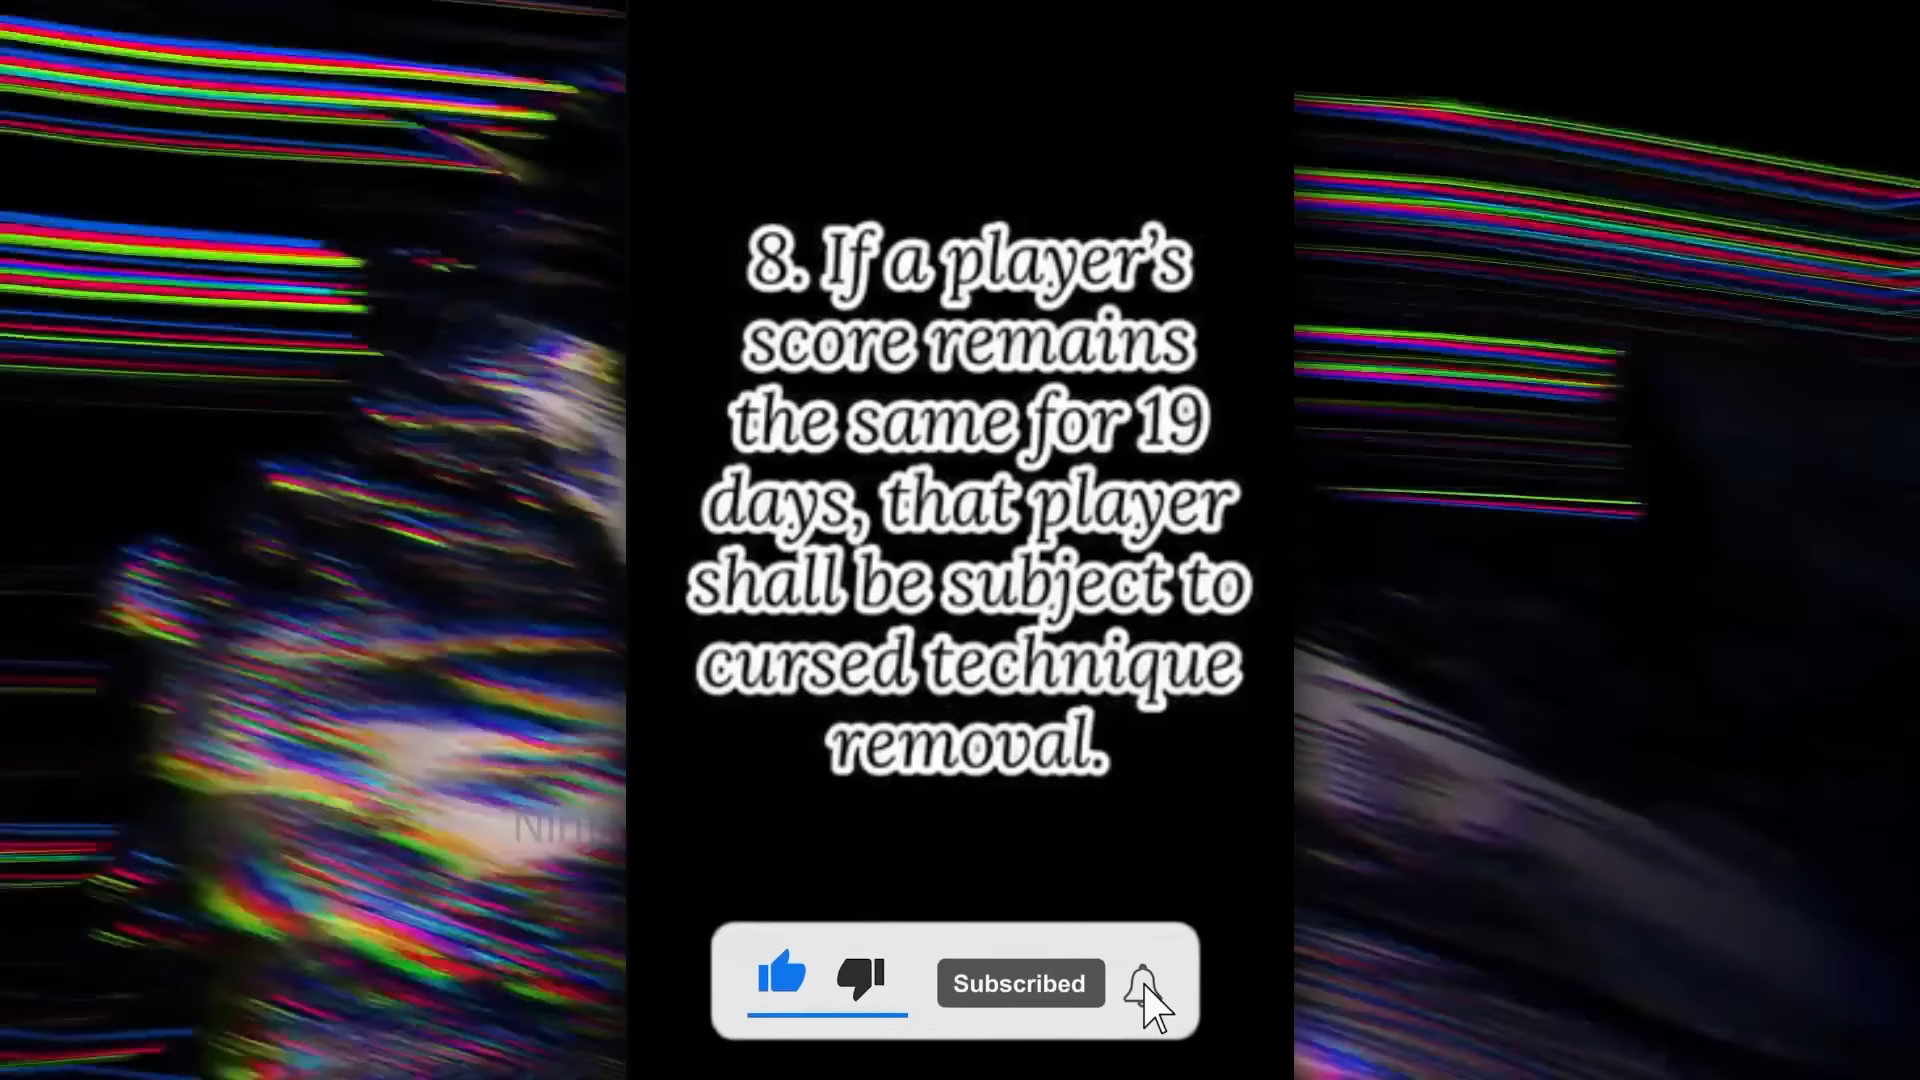 8. If a player’s
score remains
the same for 19
days, that player
shall be subject to
cursed technique
removal.
Subscribed